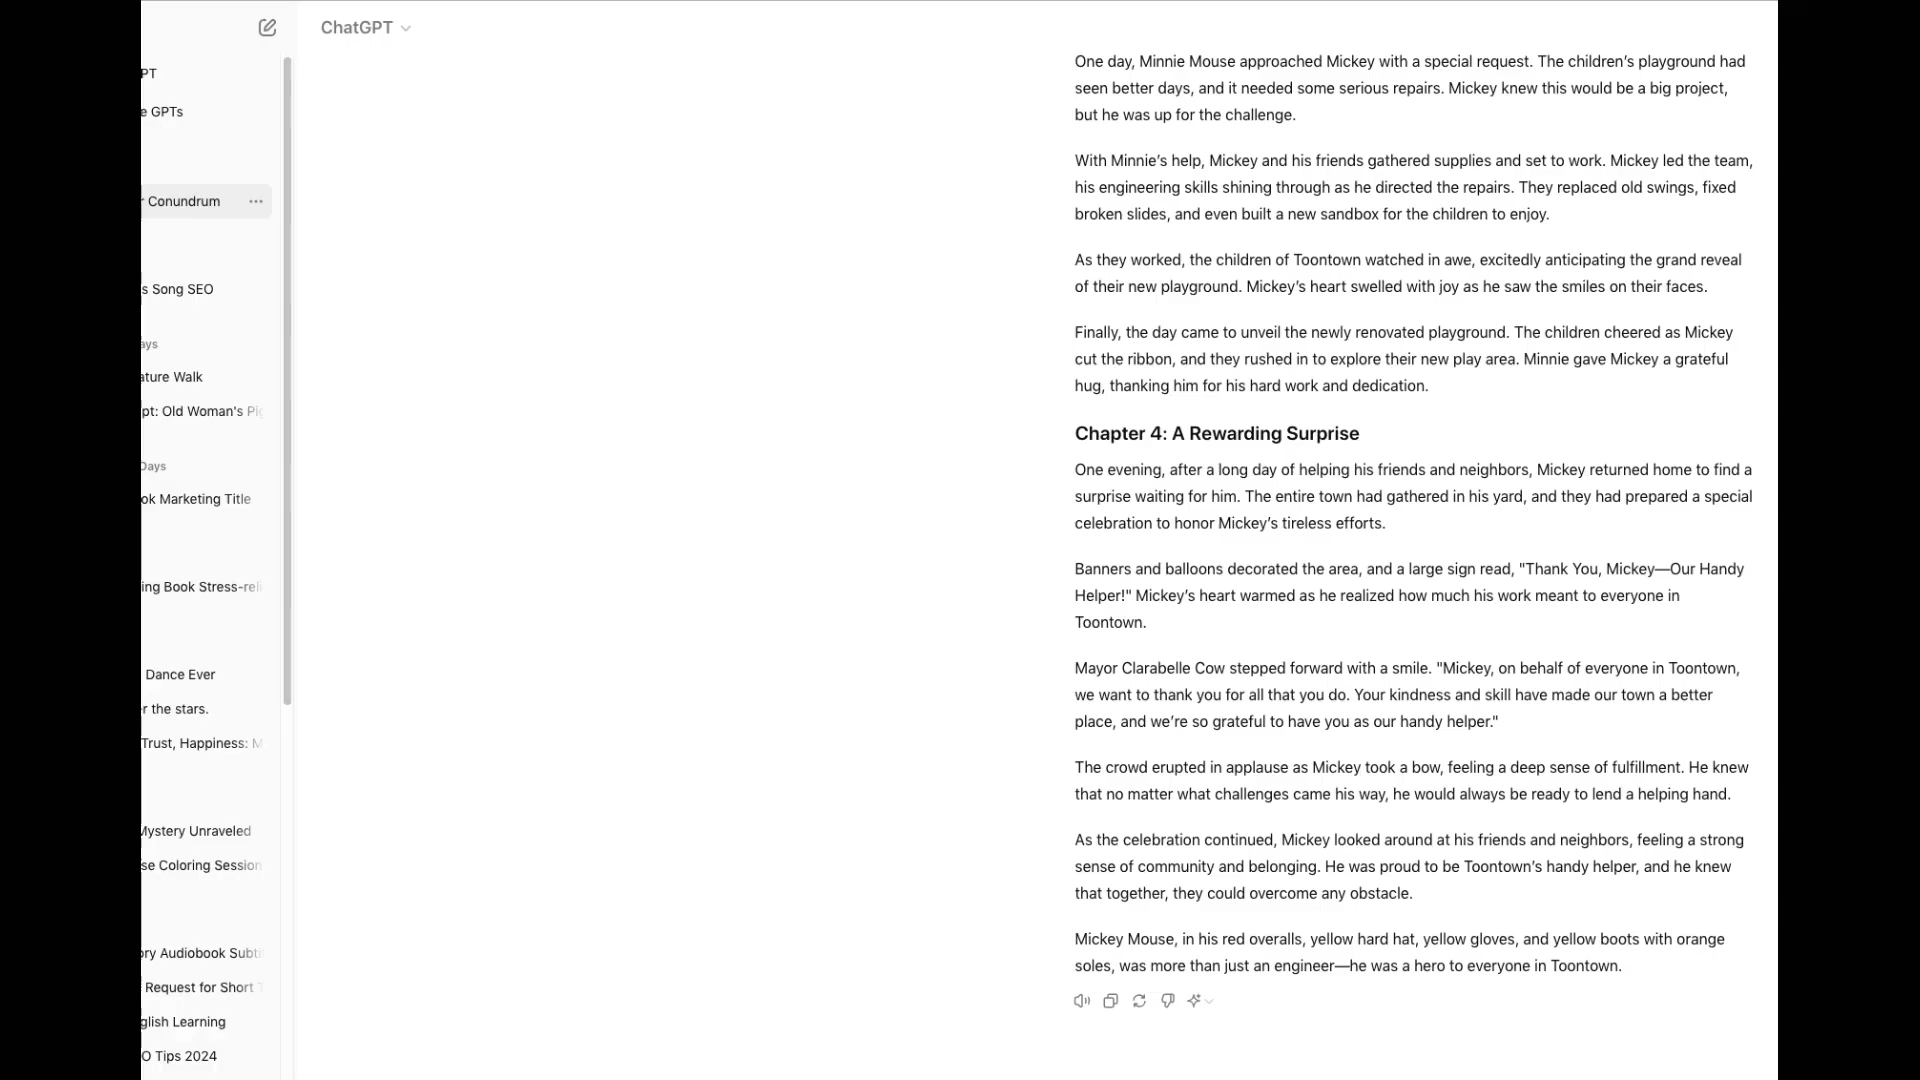 ChatGPT
PT
e GPTs
Conundrum
s Song SEO
ays
ature Walk
pt: Old Woman's Pig
Days
ok Marketing Title
ing Book Stress-reli
Dance Ever
r the stars.
Trust, Happiness: M
Mystery Unraveled
se Coloring Session
ory Audiobook Subti
Request for Short T
glish Learning
O Tips 2024
One day, Minnie Mouse approached Mickey with a special request. The children's playground had
seen better days, and it needed some serious repairs. Mickey knew this would be a big project,
but he was up for the challenge.
With Minnie's help, Mickey and his friends gathered supplies and set to work. Mickey led the team,
his engineering skills shining through as he directed the repairs. They replaced old swings, fixed
broken slides, and even built a new sandbox for the children to enjoy.
As they worked, the children of Toontown watched in awe, excitedly anticipating the grand reveal
of their new playground. Mickey's heart swelled with joy as he saw the smiles on their faces.
Finally, the day came to unveil the newly renovated playground. The children cheered as Mickey
cut the ribbon, and they rushed in to explore their new play area. Minnie gave Mickey a grateful
hug, thanking him for his hard work and dedication.
Chapter 4: A Rewarding Surprise
One evening, after a long day of helping his friends and neighbors, Mickey returned home to find a
surprise waiting for him. The entire town had gathered in his yard, and they had prepared a special
celebration to honor Mickey's tireless efforts.
Banners and balloons decorated the area, and a large sign read, "Thank You, Mickey—Our Handy
Helper!" Mickey's heart warmed as he realized how much his work meant to everyone in
Toontown.
Mayor Clarabelle Cow stepped forward with a smile. "Mickey, on behalf of everyone in Toontown,
we want to thank you for all that you do. Your kindness and skill have made our town a better
place, and we're so grateful to have you as our handy helper."
The crowd erupted in applause as Mickey took a bow, feeling a deep sense of fulfillment. He knew
that no matter what challenges came his way, he would always be ready to lend a helping hand.
As the celebration continued, Mickey looked around at his friends and neighbors, feeling a strong
sense of community and belonging. He was proud to be Toontown's handy helper, and he knew
that together, they could overcome any obstacle.
Mickey Mouse, in his red overalls, yellow hard hat, yellow gloves, and yellow boots with orange
soles, was more than just an engineer—he was a hero to everyone in Toontown.